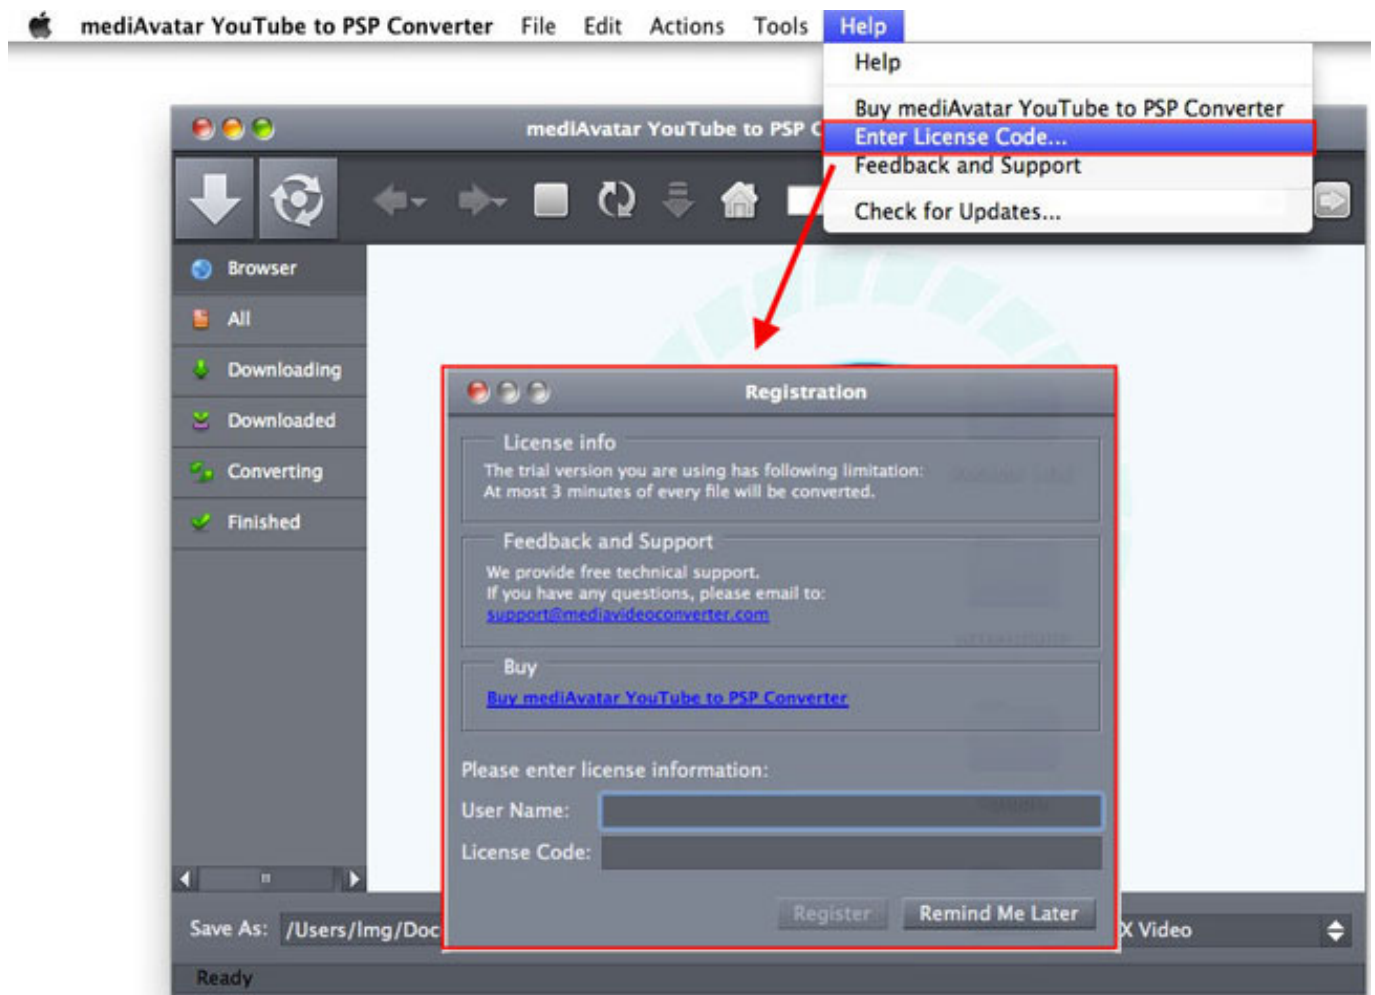 mediAvatar YouTube to PSP Converter File Edit Actions Tools Help
Help
Buy mediAvatar YouTube to PSP Converter
Enter License Code...
Feedback and Support
Check for Updates...
mediAvatar YouTube to PSP C
Browser
All
Downloading
Downloaded
Converting
Finished
Registration
License info
The trial version you are using has following limitation:
At most 3 minutes of every file will be converted.
Feedback and Support
We provide free technical support.
If you have any questions, please email to:
support@mediavideoconverter.com
Buy
Buy mediAvatar YouTube to PSP Converter
Please enter license information:
User Name:
License Code:
Register Remind Me Later
Save As: /Users/lmg/Doc X Video
Ready